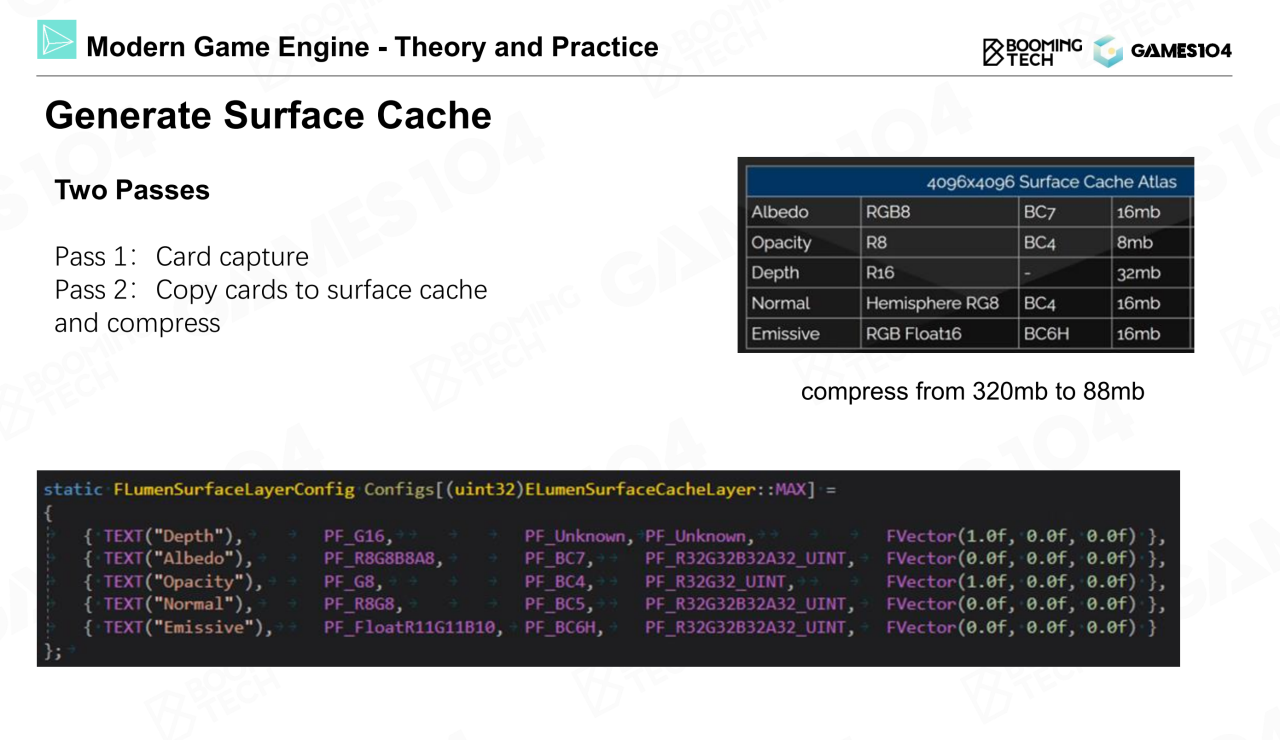 Modern Game Engine - Theory and Practice
BOOMING TECH
GAMES104
Generate Surface Cache
Two Passes
Pass 1： Card capture
Pass 2： Copy cards to surface cache
and compress
4096x4096 Surface Cache Atlas
Albedo RGB8 BC7 16mb
Opacity R8 BC4 8mb
Depth R16 - 32mb
Normal Hemisphere RG8 BC4 16mb
Emissive RGB Float16 BC6H 16mb
compress from 320mb to 88mb
static FLumenSurfaceLayerConfig Configs[(uint32)ELumenSurfaceCacheLayer::MAX] =
{
{ TEXT("Depth"), PF_G16, PF_Unknown, PF_Unknown, FVector(1.0f, 0.0f, 0.0f) },
{ TEXT("Albedo"), PF_R8G8B8A8, PF_BC7, PF_R32G32B32A32_UINT, FVector(0.0f, 0.0f, 0.0f) },
{ TEXT("Opacity"), PF_G8, PF_BC4, PF_R32G32_UINT, FVector(1.0f, 0.0f, 0.0f) },
{ TEXT("Normal"), PF_R8G8, PF_BC5, PF_R32G32B32A32_UINT, FVector(0.0f, 0.0f, 0.0f) },
{ TEXT("Emissive"), PF_FloatR11G11B10, PF_BC6H, PF_R32G32B32A32_UINT, FVector(0.0f, 0.0f, 0.0f) }
};